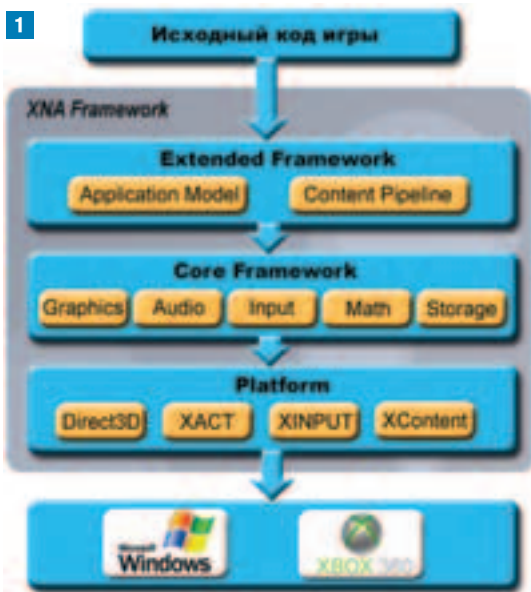 1
Исходный код игры
XNA Framework
Extended Framework
Application Model Content Pipeline
Core Framework
Graphics Audio Input Math Storage
Platform
Direct3D XACT XINPUT XContent
Microsoft
Windows
XBOX 360